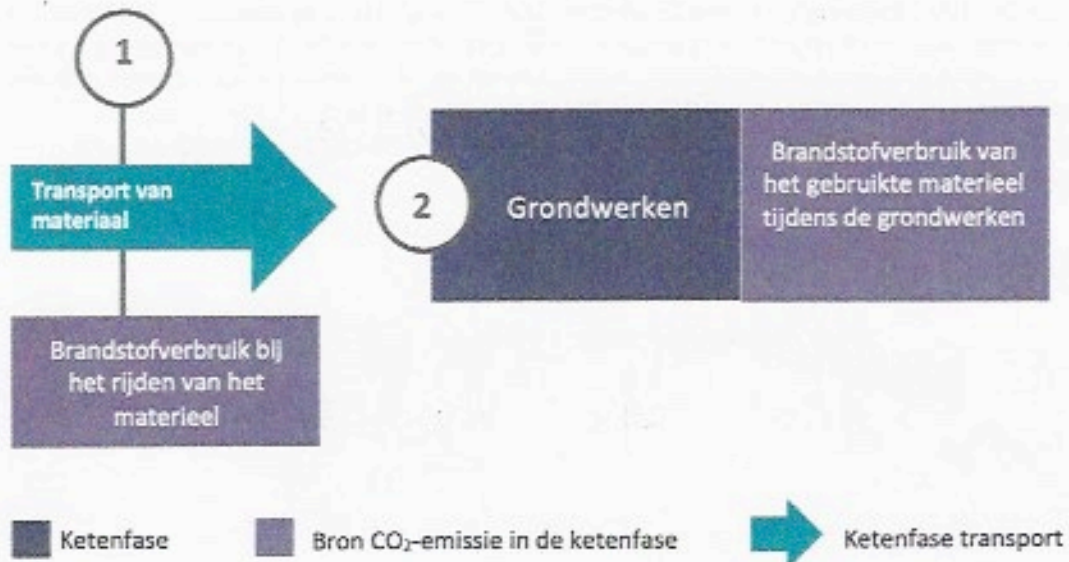 1
Transport van
materiaal
Brandstofverbruik bij
het rijden van het
materieel
2
Grondwerken
Brandstofverbruik van
het gebruikte materieel
tijdens de grondwerken
Ketenfase
Bron CO₂-emissie in de ketenfase
Ketenfase transport